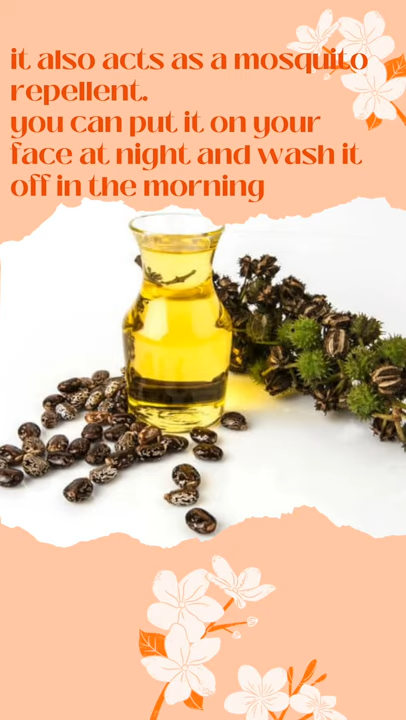 it also acts as a mosquito
repellent.
you can put it on your
face at night and wash it
off in the morning